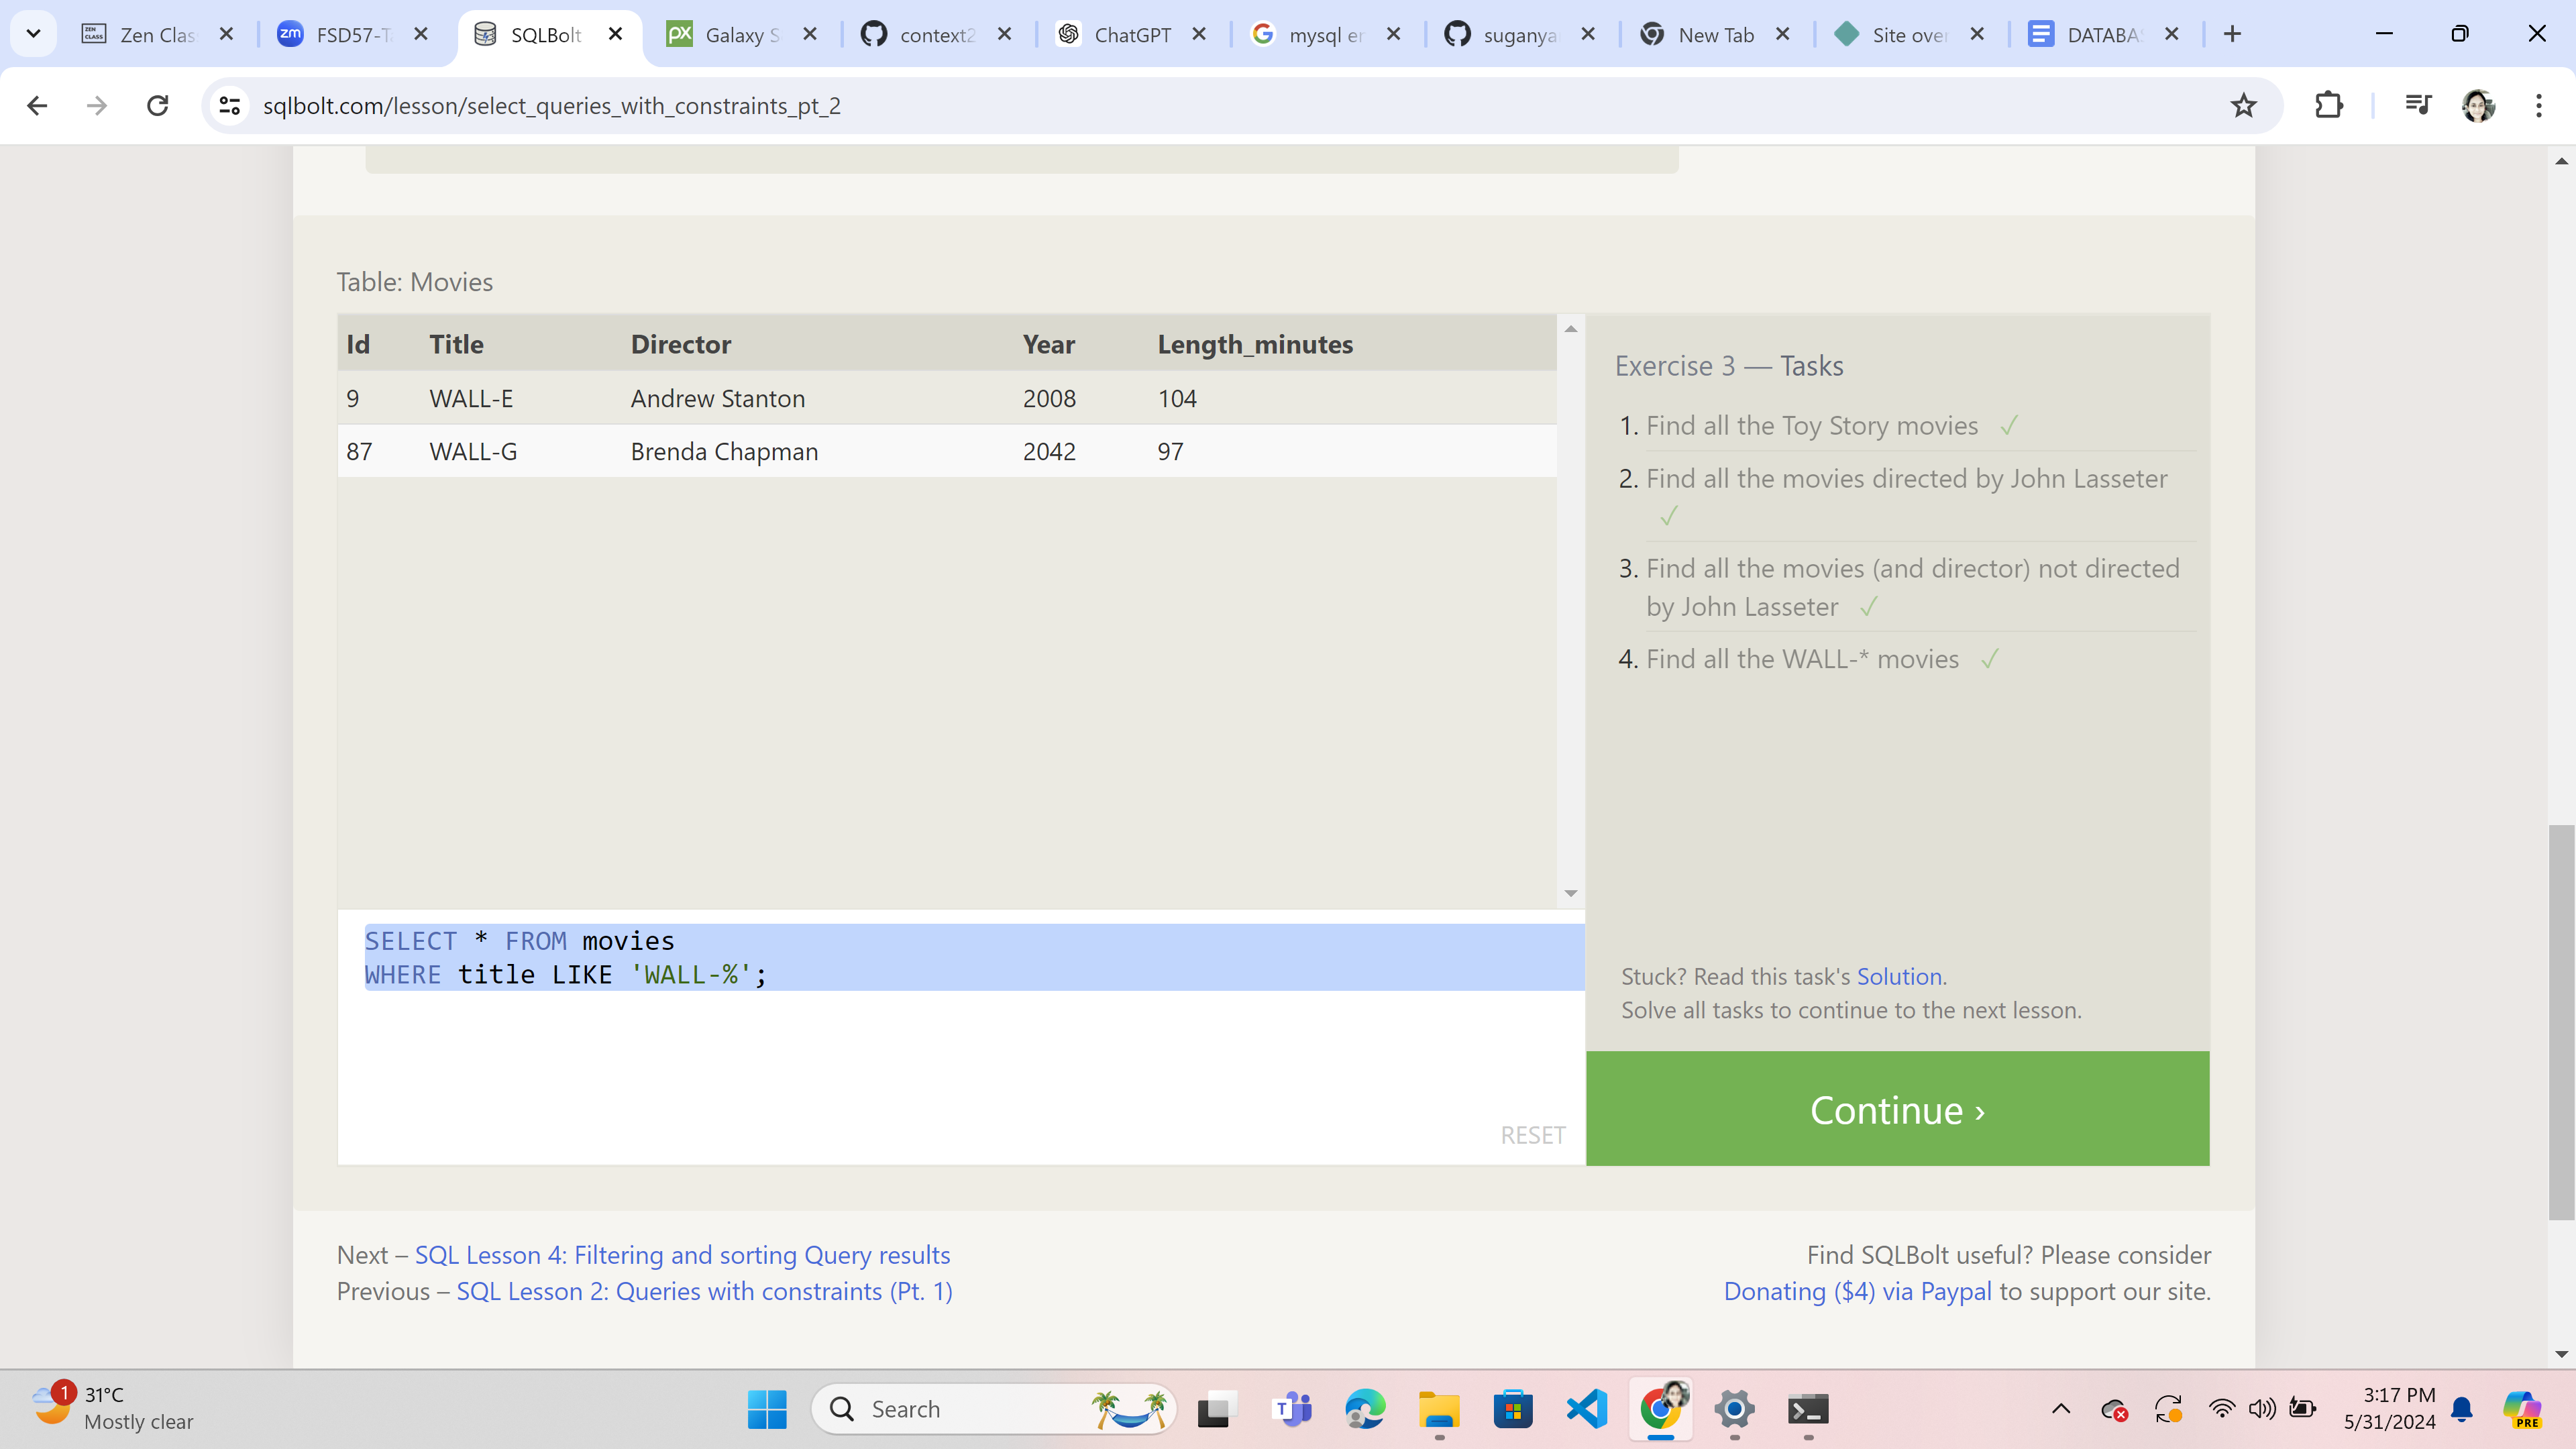 Zen Clas
FSD57-T
SQLBolt
Galaxy S
context2
ChatGPT
mysql er
suganya
New Tab
Site over
DATABAS
sqlbolt.com/lesson/select_queries_with_constraints_pt_2
Table: Movies
Id Title Director Year Length_minutes
9 WALL-E Andrew Stanton 2008 104
87 WALL-G Brenda Chapman 2042 97
Exercise 3 — Tasks
1. Find all the Toy Story movies ✓
2. Find all the movies directed by John Lasseter
✓
3. Find all the movies (and director) not directed
by John Lasseter ✓
4. Find all the WALL-* movies ✓
SELECT * FROM movies
WHERE title LIKE 'WALL-%';
RESET
Stuck? Read this task's Solution.
Solve all tasks to continue to the next lesson.
Continue ›
Next – SQL Lesson 4: Filtering and sorting Query results
Previous – SQL Lesson 2: Queries with constraints (Pt. 1)
Find SQLBolt useful? Please consider
Donating ($4) via Paypal to support our site.
1
31°C
Mostly clear
Search
3:17 PM
5/31/2024
PRE